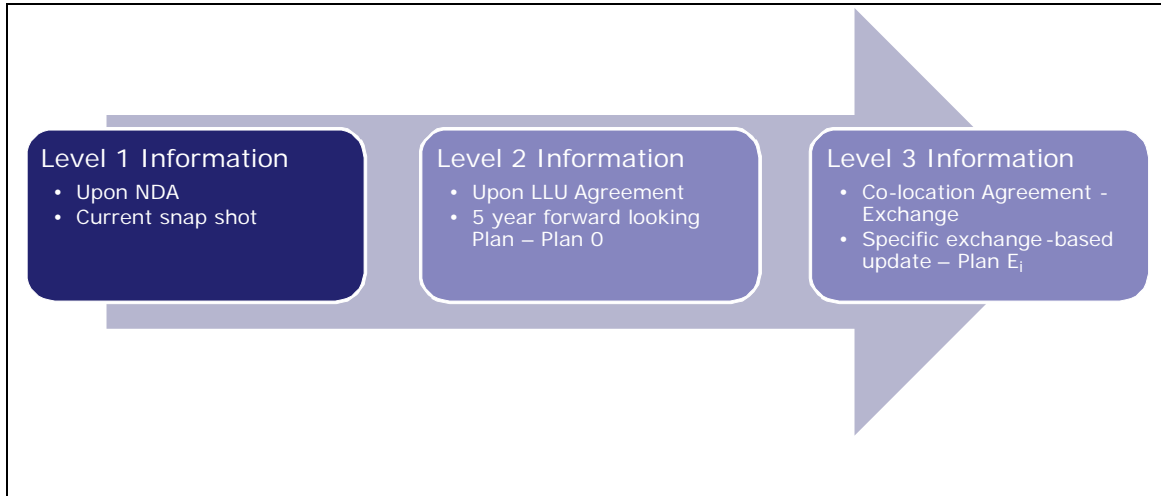 Level 1 Information
• Upon NDA
• Current snap shot
Level 2 Information
• Upon LLU Agreement
• 5 year forward looking
Plan – Plan 0
Level 3 Information
• Co-location Agreement -
Exchange
• Specific exchange -based
update – Plan Ei